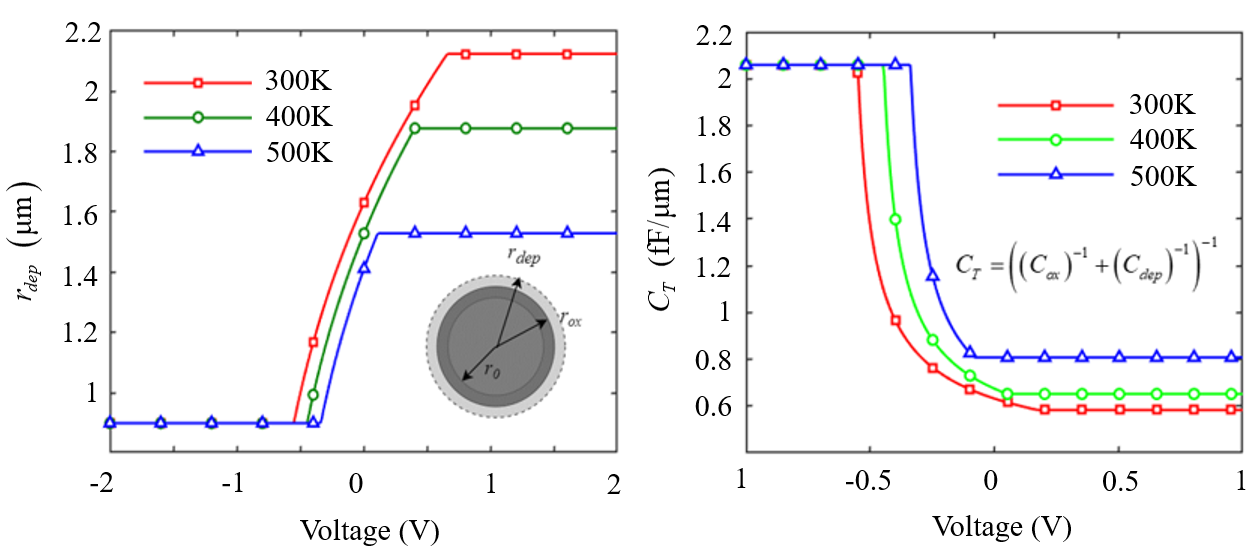 2.2
2
1.8
1.6
1.4
1.2
1
r_dep (μm)
-2
-1
0
1
2
Voltage (V)
300K
400K
500K
r_dep
r_ox
r_0
2.2
2
1.8
1.6
1.4
1.2
1
0.8
0.6
C_T (fF/μm)
1
-0.5
0
0.5
1
Voltage (V)
300K
400K
500K
C_T = ((C_ox)^-1 + (C_dep)^-1)^-1